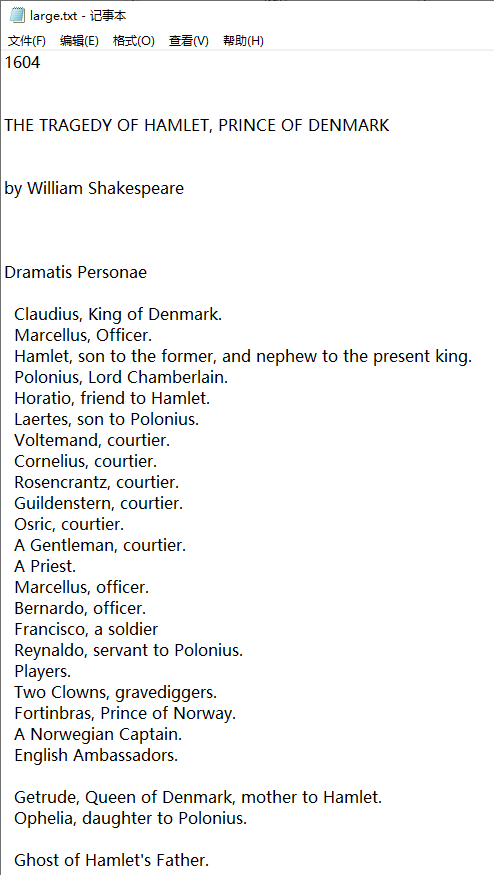 large.txt - 记事本
文件(F) 编辑(E) 格式(O) 查看(V) 帮助(H)
1604
THE TRAGEDY OF HAMLET, PRINCE OF DENMARK
by William Shakespeare
Dramatis Personae
Claudius, King of Denmark.
Marcellus, Officer.
Hamlet, son to the former, and nephew to the present king.
Polonius, Lord Chamberlain.
Horatio, friend to Hamlet.
Laertes, son to Polonius.
Voltemand, courtier.
Cornelius, courtier.
Rosencrantz, courtier.
Guildenstern, courtier.
Osric, courtier.
A Gentleman, courtier.
A Priest.
Marcellus, officer.
Bernardo, officer.
Francisco, a soldier
Reynaldo, servant to Polonius.
Players.
Two Clowns, gravediggers.
Fortinbras, Prince of Norway.
A Norwegian Captain.
English Ambassadors.
Getrude, Queen of Denmark, mother to Hamlet.
Ophelia, daughter to Polonius.
Ghost of Hamlet's Father.